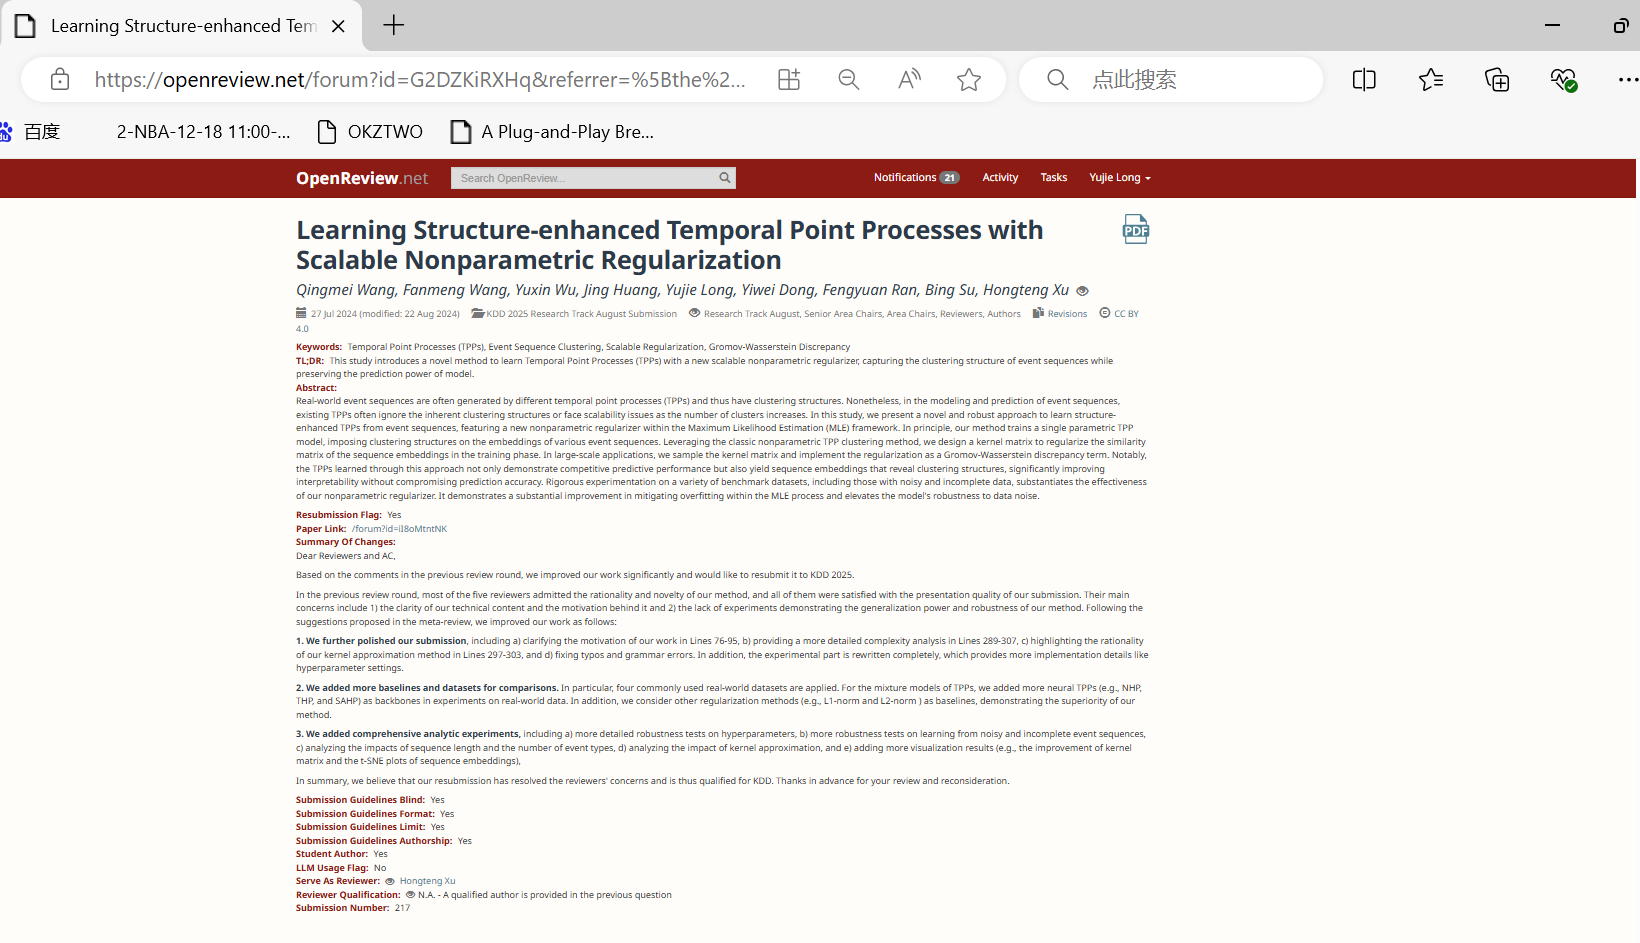 Learning Structure-enhanced Tem
https://openreview.net/forum?id=G2DZKiRXHq&referrer=%5Bthe%2...
点此搜索
百度
2-NBA-12-18 11:00-...
OKZTWO
A Plug-and-Play Bre...
OpenReview.net
Search OpenReview...
Notifications 21
Activity
Tasks
Yujie Long
Learning Structure-enhanced Temporal Point Processes with
Scalable Nonparametric Regularization
PDF
Qingmei Wang, Fanmeng Wang, Yuxin Wu, Jing Huang, Yujie Long, Yiwei Dong, Fengyuan Ran, Bing Su, Hongteng Xu
27 Jul 2024 (modified: 22 Aug 2024) KDD 2025 Research Track August Submission Research Track August, Senior Area Chairs, Area Chairs, Reviewers, Authors Revisions CC BY
4.0
Keywords: Temporal Point Processes (TPPs), Event Sequence Clustering, Scalable Regularization, Gromov-Wasserstein Discrepancy
TL;DR: This study introduces a novel method to learn Temporal Point Processes (TPPs) with a new scalable nonparametric regularizer, capturing the clustering structure of event sequences while
preserving the prediction power of model.
Abstract:
Real-world event sequences are often generated by different temporal point processes (TPPs) and thus have clustering structures. Nonetheless, in the modeling and prediction of event sequences,
existing TPPs often ignore the inherent clustering structures or face scalability issues as the number of clusters increases. In this study, we present a novel and robust approach to learn structure-
enhanced TPPs from event sequences, featuring a new nonparametric regularizer within the Maximum Likelihood Estimation (MLE) framework. In principle, our method trains a single parametric TPP
model, imposing clustering structures on the embeddings of various event sequences. Leveraging the classic nonparametric TPP clustering method, we design a kernel matrix to regularize the similarity
matrix of the sequence embeddings in the training phase. In large-scale applications, we sample the kernel matrix and implement the regularization as a Gromov-Wasserstein discrepancy term. Notably,
the TPPs learned through this approach not only demonstrate competitive predictive performance but also yield sequence embeddings that reveal clustering structures, significantly improving
interpretability without compromising prediction accuracy. Rigorous experimentation on a variety of benchmark datasets, including those with noisy and incomplete data, substantiates the effectiveness
of our nonparametric regularizer. It demonstrates a substantial improvement in mitigating overfitting within the MLE process and elevates the model's robustness to data noise.
Resubmission Flag: Yes
Paper Link: /forum?id=iI8oMtntNK
Summary Of Changes:
Dear Reviewers and AC,
Based on the comments in the previous review round, we improved our work significantly and would like to resubmit it to KDD 2025.
In the previous review round, most of the five reviewers admitted the rationality and novelty of our method, and all of them were satisfied with the presentation quality of our submission. Their main
concerns include 1) the clarity of our technical content and the motivation behind it and 2) the lack of experiments demonstrating the generalization power and robustness of our method. Following the
suggestions proposed in the meta-review, we improved our work as follows:
1. We further polished our submission, including a) clarifying the motivation of our work in Lines 76-95, b) providing a more detailed complexity analysis in Lines 289-307, c) highlighting the rationality
of our kernel approximation method in Lines 297-303, and d) fixing typos and grammar errors. In addition, the experimental part is rewritten completely, which provides more implementation details like
hyperparameter settings.
2. We added more baselines and datasets for comparisons. In particular, four commonly used real-world datasets are applied. For the mixture models of TPPs, we added more neural TPPs (e.g., NHP,
THP, and SAHP) as backbones in experiments on real-world data. In addition, we consider other regularization methods (e.g., L1-norm and L2-norm ) as baselines, demonstrating the superiority of our
method.
3. We added comprehensive analytic experiments, including a) more detailed robustness tests on hyperparameters, b) more robustness tests on learning from noisy and incomplete event sequences,
c) analyzing the impacts of sequence length and the number of event types, d) analyzing the impact of kernel approximation, and e) adding more visualization results (e.g., the improvement of kernel
matrix and the t-SNE plots of sequence embeddings),
In summary, we believe that our resubmission has resolved the reviewers' concerns and is thus qualified for KDD. Thanks in advance for your review and reconsideration.
Submission Guidelines Blind: Yes
Submission Guidelines Format: Yes
Submission Guidelines Limit: Yes
Submission Guidelines Authorship: Yes
Student Author: Yes
LLM Usage Flag: No
Serve As Reviewer: Hongteng Xu
Reviewer Qualification: N.A. - A qualified author is provided in the previous question
Submission Number: 217